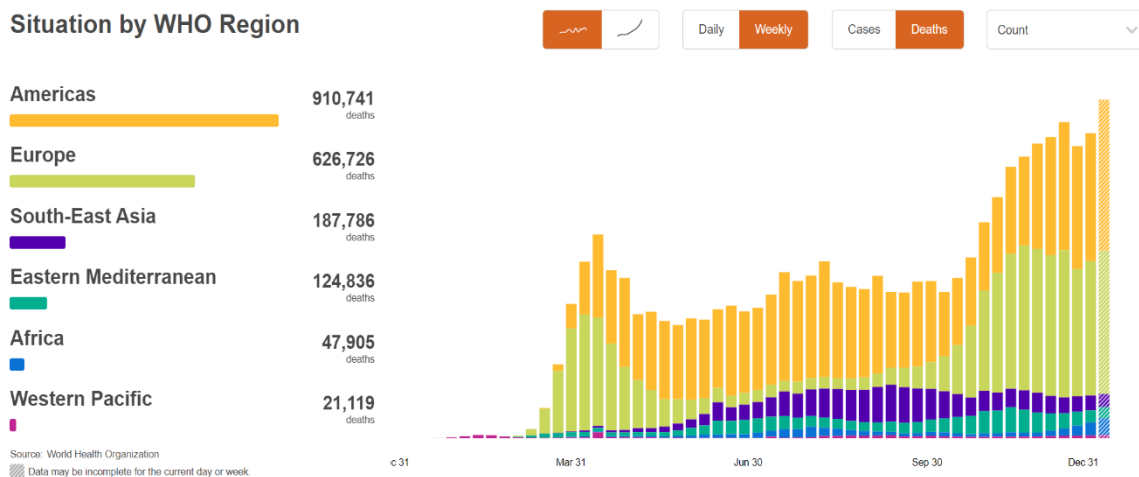 Situation by WHO Region
Daily
Weekly
Cases
Deaths
Count
Americas
910,741
deaths
Europe
626,726
deaths
South-East Asia
187,786
deaths
Eastern Mediterranean
124,836
deaths
Africa
47,905
deaths
Western Pacific
21,119
deaths
Source: World Health Organization
Data may be incomplete for the current day or week.
c 31
Mar 31
Jun 30
Sep 30
Dec 31